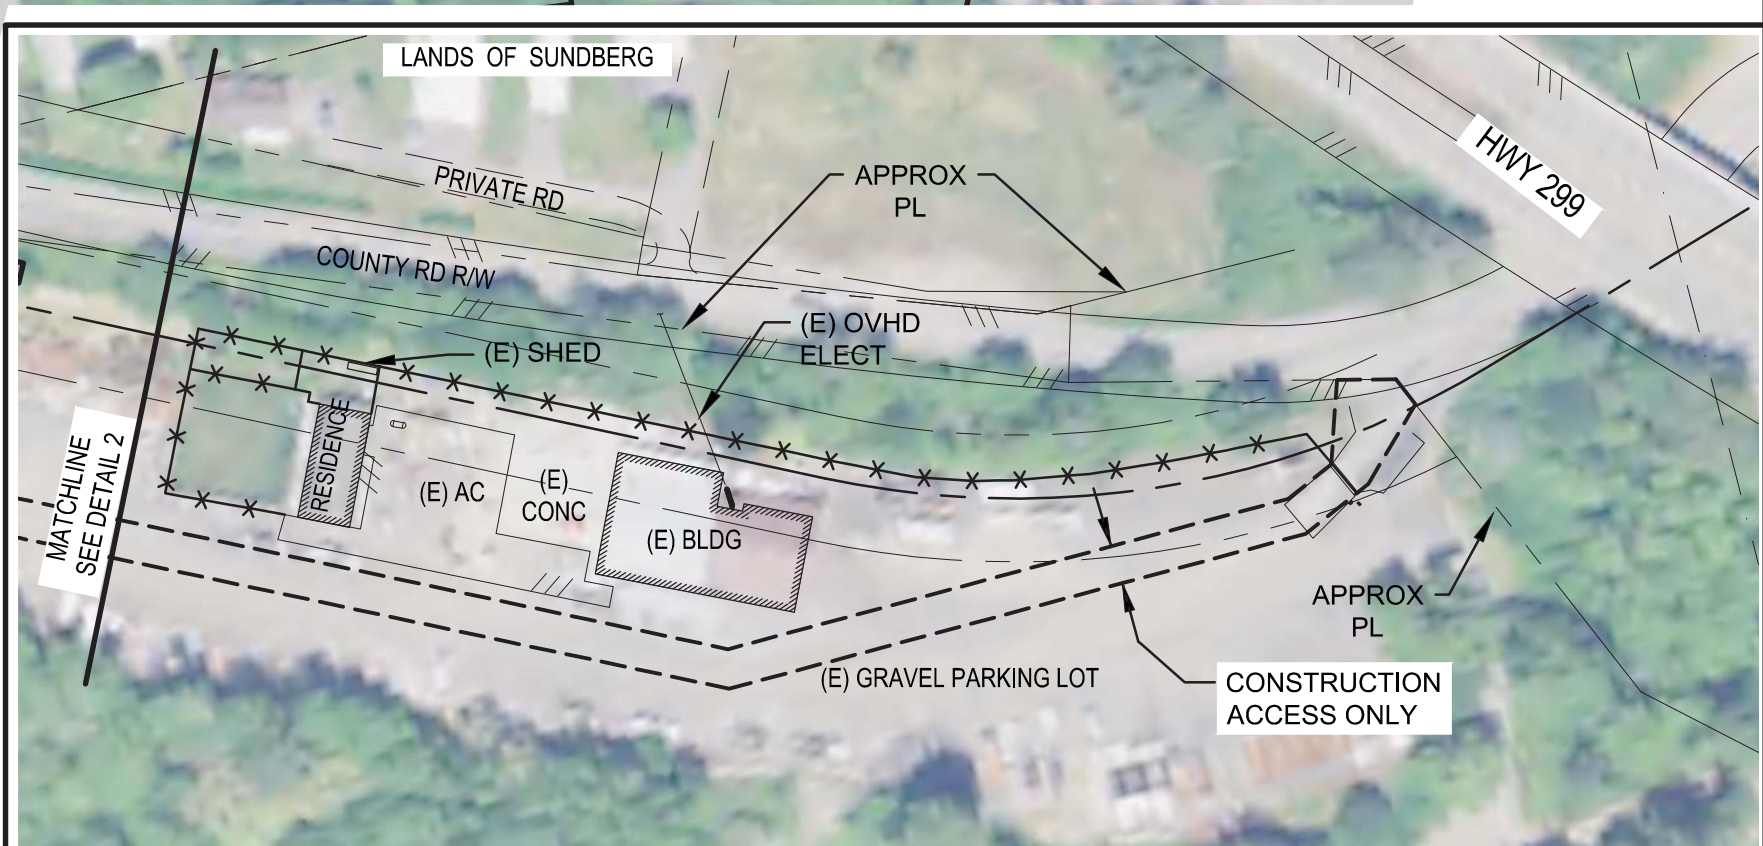 LANDS OF SUNDBERG
HWY 299
PRIVATE RD
APPROX
PL
COUNTY RD R/W
(E) OVHD
ELECT
(E) SHED
RESIDENCE
MATCHLINE
SEE DETAIL 2
(E) AC
(E)
CONC
(E) BLDG
APPROX
PL
(E) GRAVEL PARKING LOT
CONSTRUCTION
ACCESS ONLY